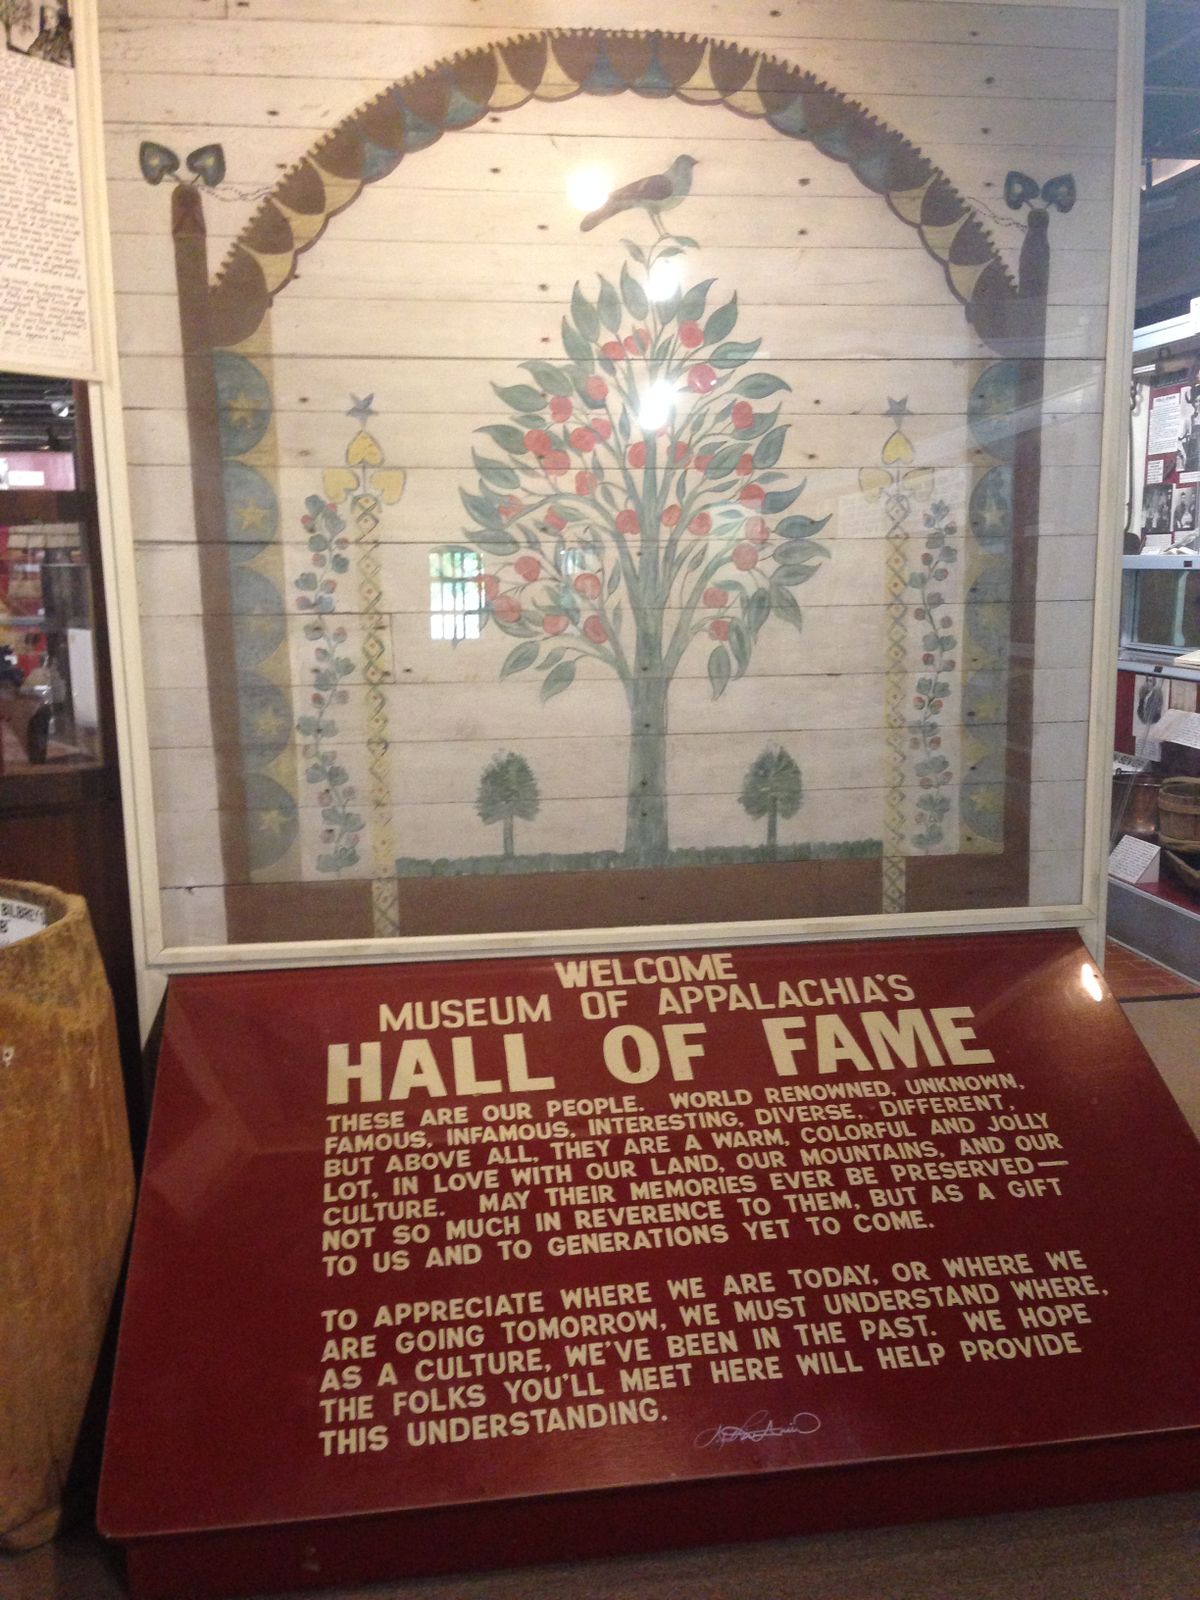 WELCOME
MUSEUM OF APPALACHIA'S
HALL OF FAME
THESE ARE OUR PEOPLE. WORLD RENOWNED, UNKNOWN,
FAMOUS, INFAMOUS, INTERESTING, DIVERSE, DIFFERENT,
BUT ABOVE ALL, THEY ARE A WARM, COLORFUL AND JOLLY
LOT, IN LOVE WITH OUR LAND, OUR MOUNTAINS, AND OUR
CULTURE. MAY THEIR MEMORIES EVER BE PRESERVED—
NOT SO MUCH IN REVERENCE TO THEM, BUT AS A GIFT
TO US AND TO GENERATIONS YET TO COME.
TO APPRECIATE WHERE WE ARE TODAY, OR WHERE WE
ARE GOING TOMORROW, WE MUST UNDERSTAND WHERE,
AS A CULTURE, WE'VE BEEN IN THE PAST. WE HOPE
THE FOLKS YOU'LL MEET HERE WILL HELP PROVIDE
THIS UNDERSTANDING.
BILBREY